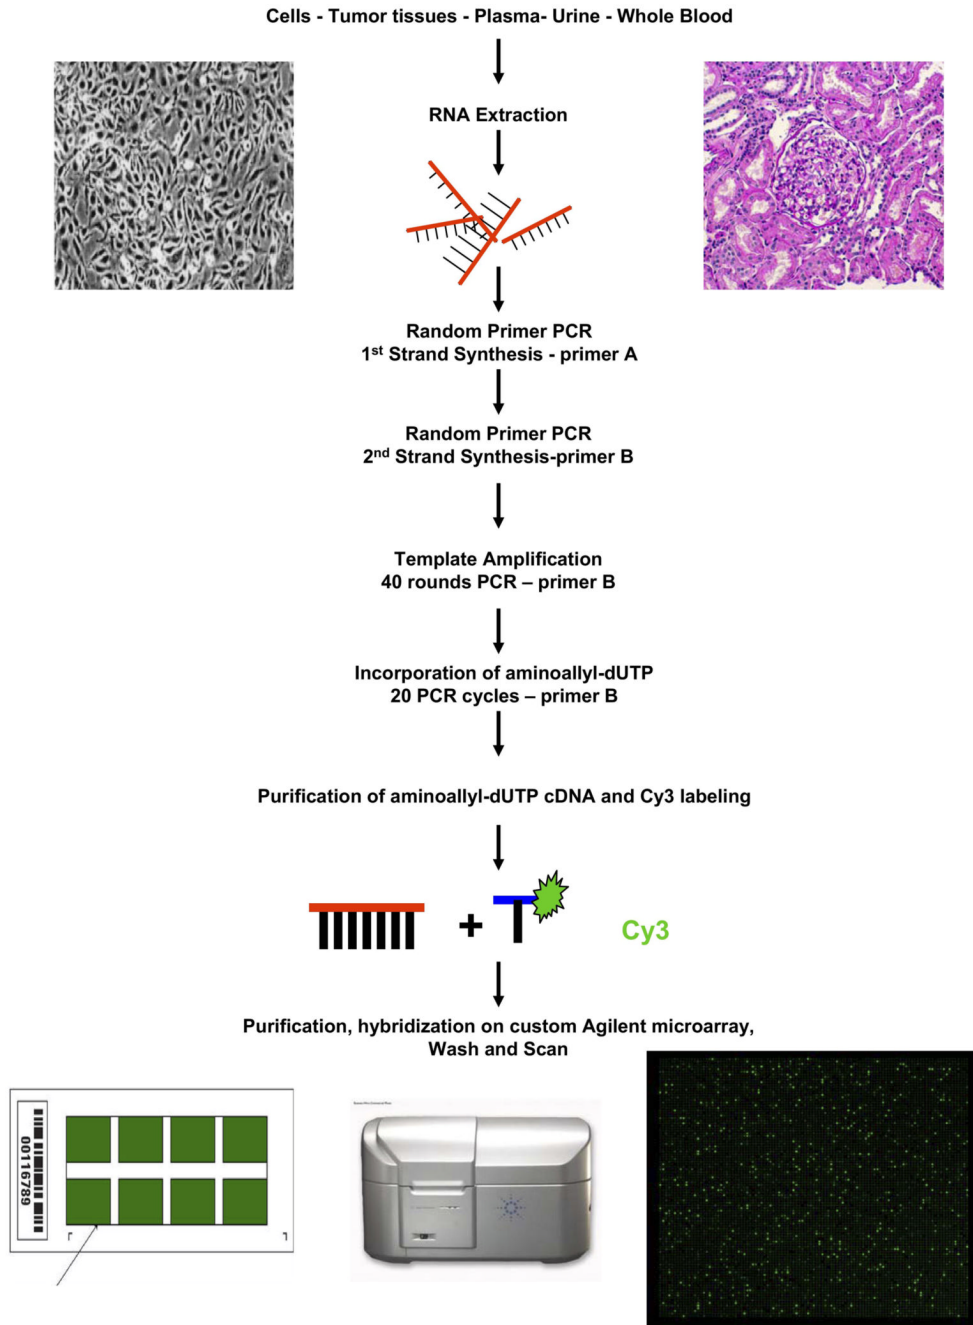 Cells - Tumor tissues - Plasma- Urine - Whole Blood
RNA Extraction
Random Primer PCR
1st Strand Synthesis - primer A
Random Primer PCR
2nd Strand Synthesis-primer B
Template Amplification
40 rounds PCR – primer B
Incorporation of aminoallyl-dUTP
20 PCR cycles – primer B
Purification of aminoallyl-dUTP cDNA and Cy3 labeling
+
Cy3
Purification, hybridization on custom Agilent microarray,
Wash and Scan
00116789